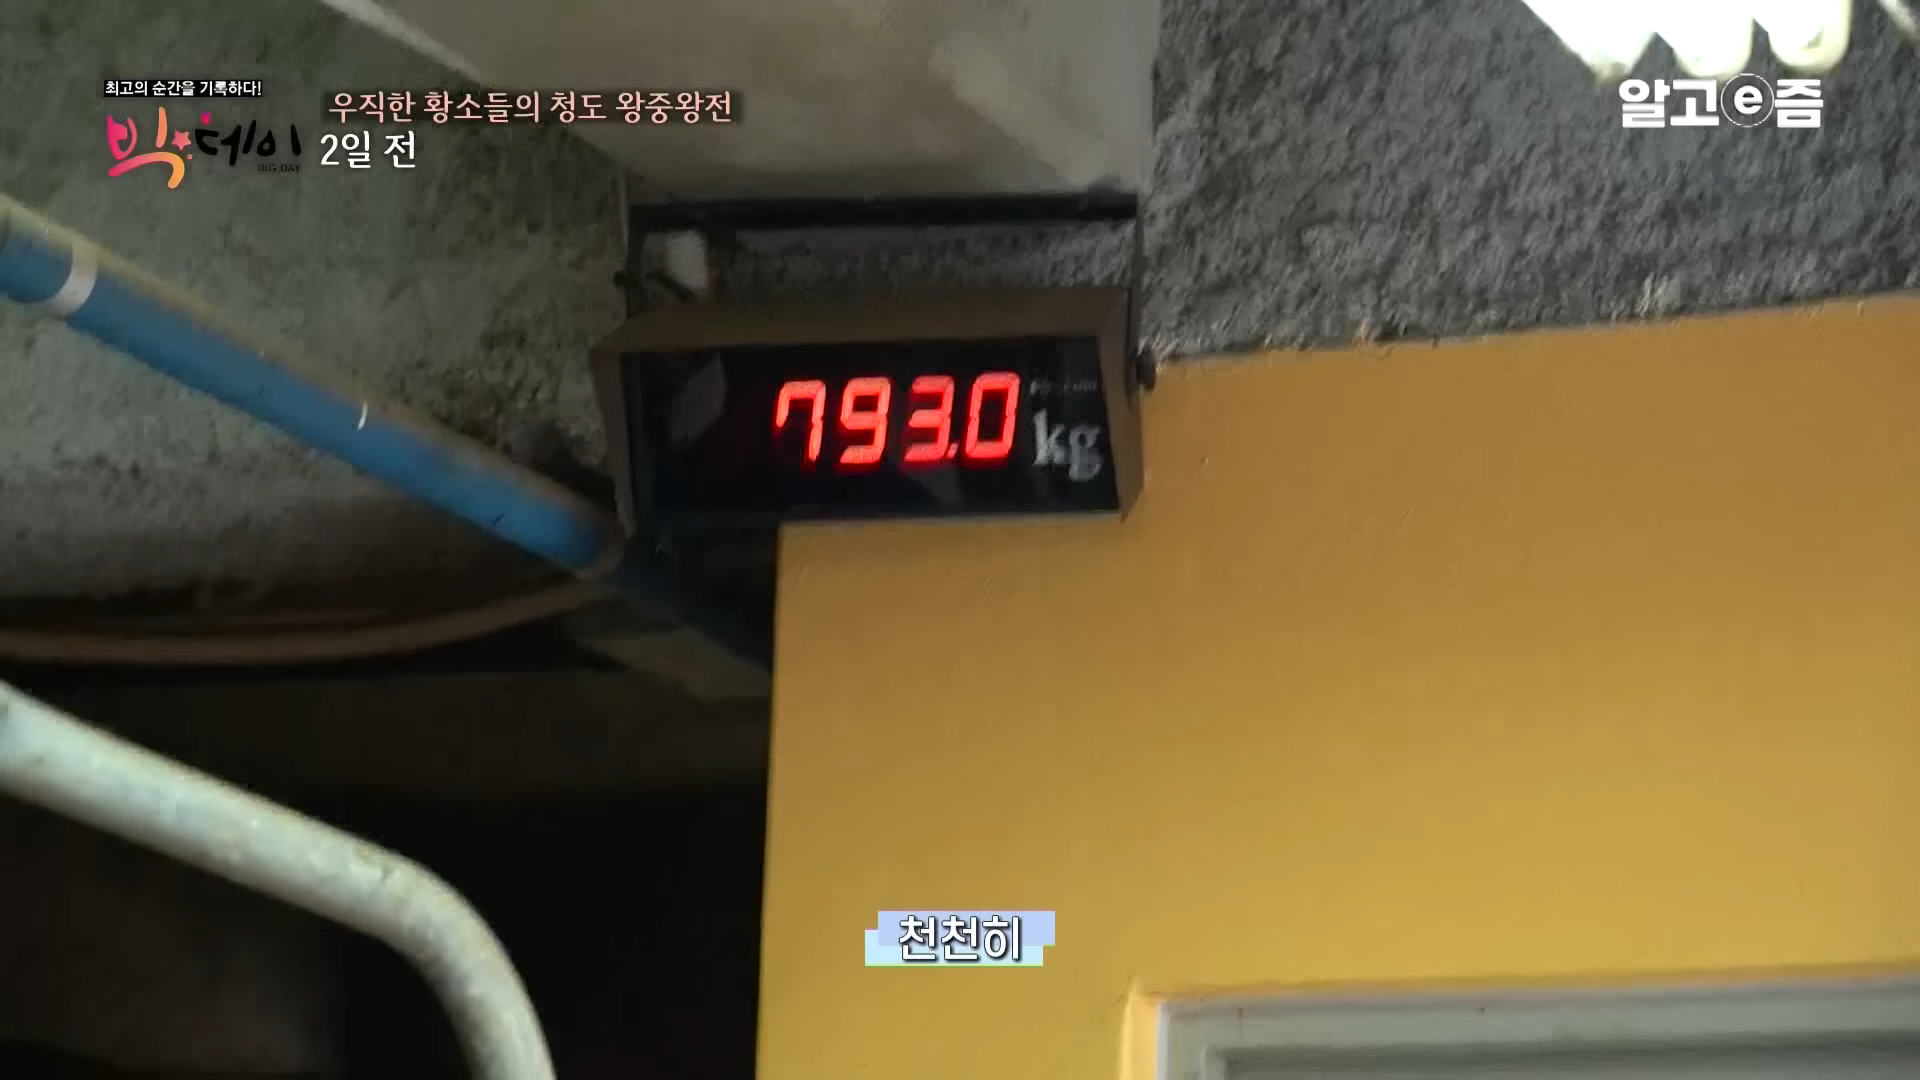 최고의 순간을 기록하다!
빅데이
BIG DAY
우직한 황소들의 청도 왕중왕전
2일 전
알고e즘
793.0 kg
천천히